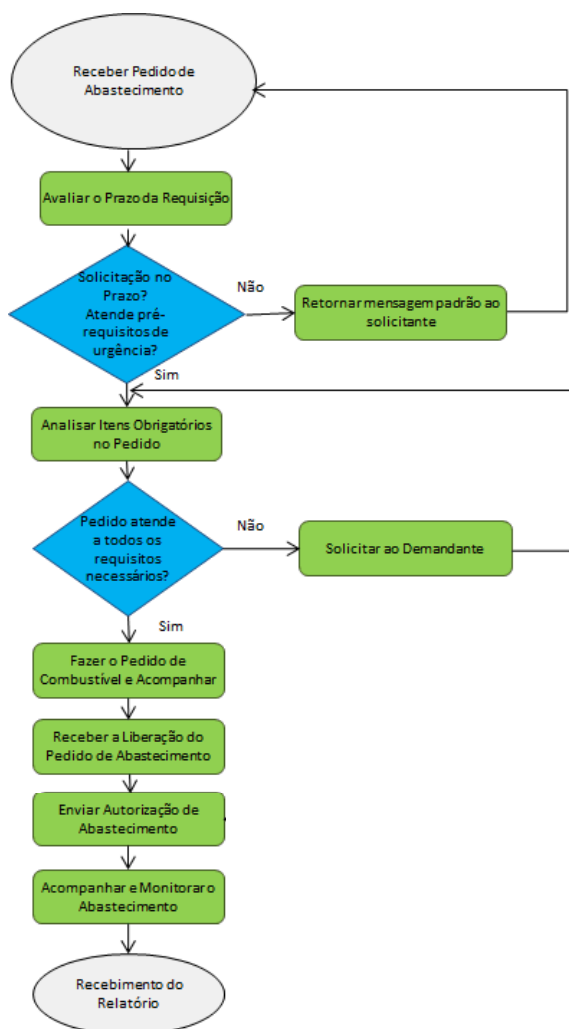 Receber Pedido de
Abastecimento
Avaliar o Prazo da Requisição
Solicitação no
Prazo?
Atende pré-
requisitos de
urgência?
Não
Retornar mensagem padrão ao
solicitante
Sim
Analisar Itens Obrigatórios
no Pedido
Pedido atende
a todos os
requisitos
necessários?
Não
Solicitar ao Demandante
Sim
Fazer o Pedido de
Combustível e Acompanhar
Receber a Liberação do
Pedido de Abastecimento
Enviar Autorização de
Abastecimento
Acompanhar e Monitorar o
Abastecimento
Recebimento do
Relatório